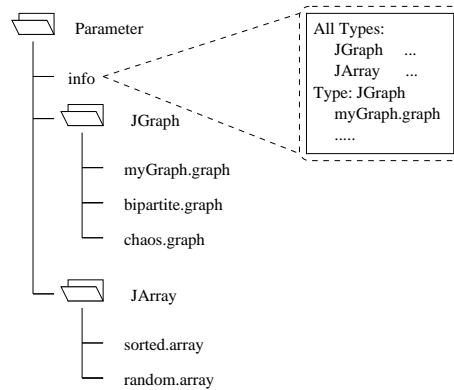 Parameter
info
JGraph
myGraph.graph
bipartite.graph
chaos.graph
JArray
sorted.array
random.array
All Types:
JGraph ...
JArray ...
Type: JGraph
myGraph.graph
.....